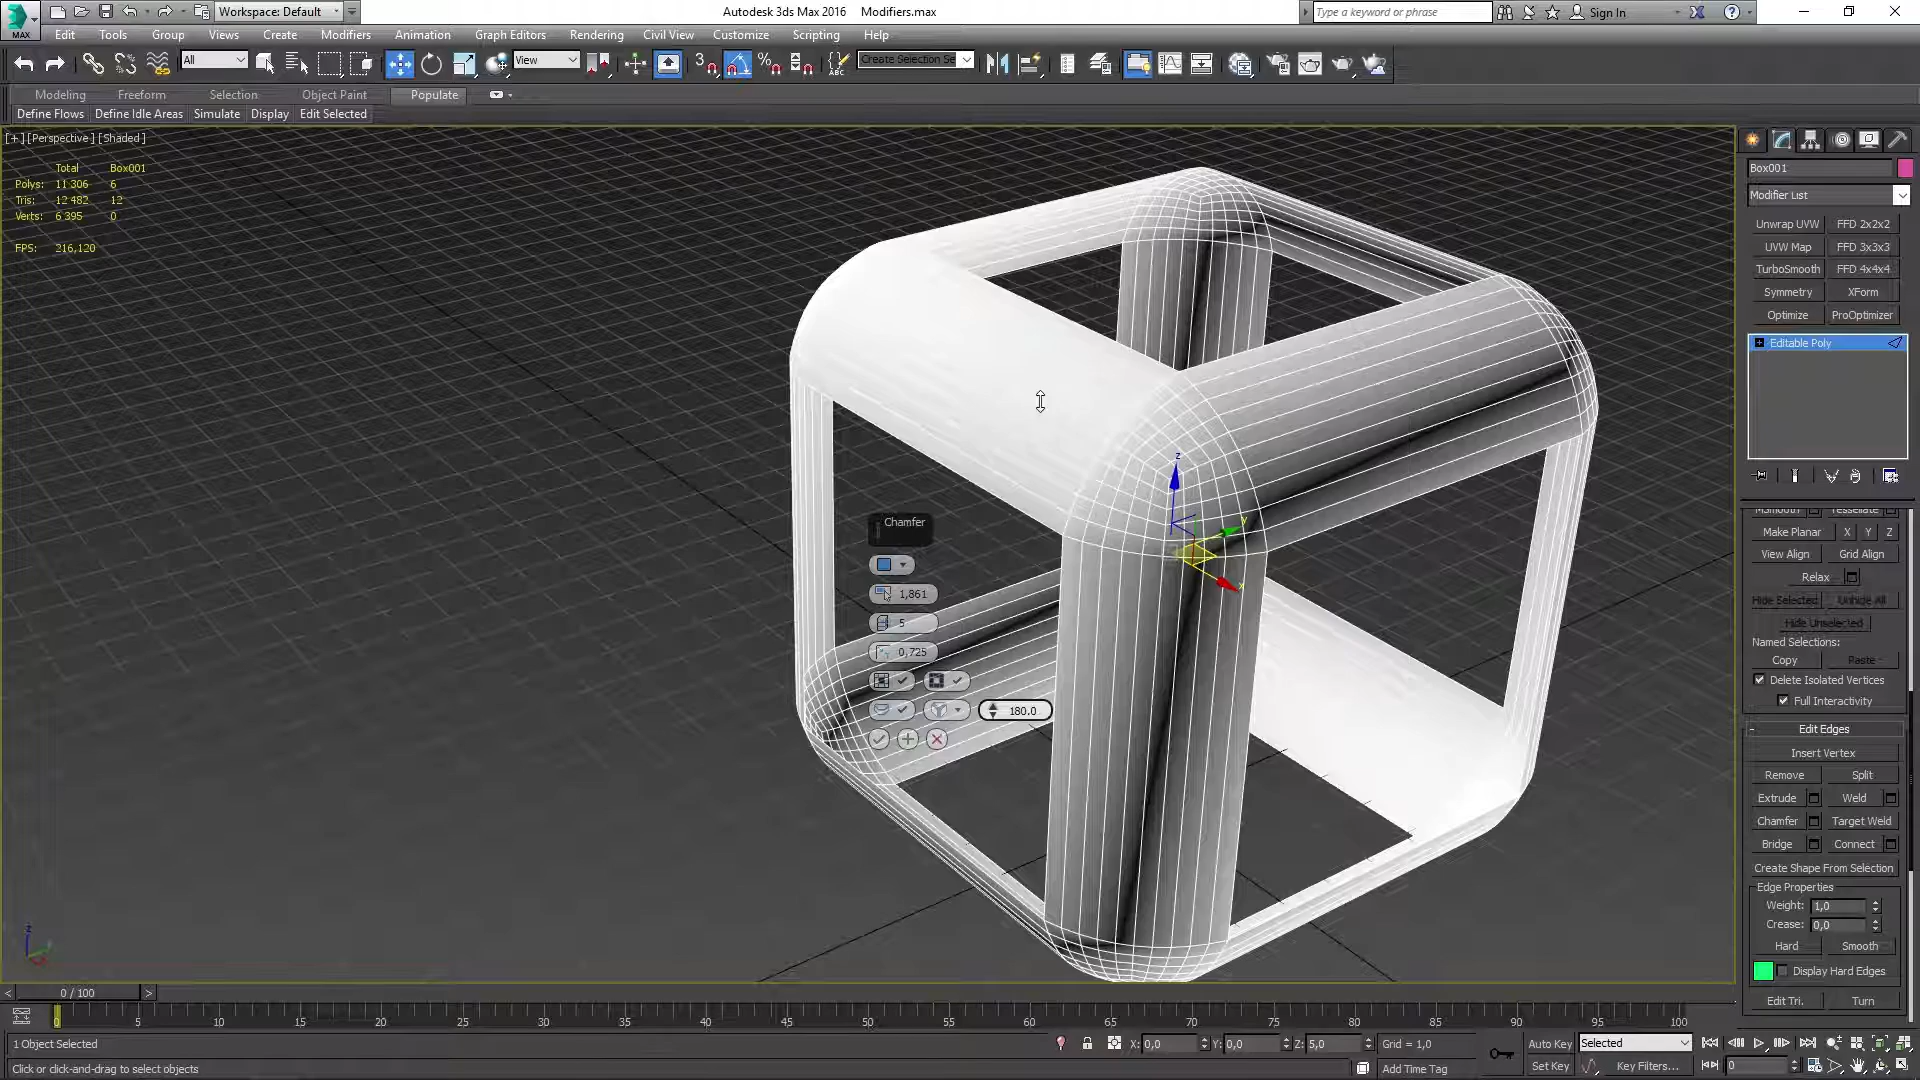 Workspace: Default
Autodesk 3ds Max 2016    Modifiers.max
Type a keyword or phrase
Sign In
MAX
Edit Tools Group Views Create Modifiers Animation Graph Editors Rendering Civil View Customize Scripting Help
All
View
3
%
ABC
Create Selection Se
Modeling Freeform Selection Object Paint Populate
Define Flows Define Idle Areas Simulate Display Edit Selected
[+] [Perspective] [Shaded]
Total Box001
Polys: 11 306 6
Tris: 12 482 12
Verts: 6 395 0
FPS: 216,120
z
y
x
Chamfer
1,861
5
0,725
180.0
z
Box001
Modifier List
Unwrap UVW FFD 2x2x2
UVW Map FFD 3x3x3
TurboSmooth FFD 4x4x4
Symmetry XForm
Optimize ProOptimizer
Editable Poly
MSmooth Tessellate
Make Planar X Y Z
View Align Grid Align
Relax
Hide Selected Unhide All
Hide Unselected
Named Selections:
Copy Paste
Delete Isolated Vertices
Full Interactivity
- Edit Edges
Insert Vertex
Remove Split
Extrude Weld
Chamfer Target Weld
Bridge Connect
Create Shape From Selection
Edge Properties
Weight: 1,0
Crease: 0,0
Hard Smooth
Display Hard Edges
Edit Tri. Turn
< 0 / 100 >
0 5 10 15 20 25 30 35 40 45 50 55 60 65 70 75 80 85 90 95 100
1 Object Selected
X: 0,0 Y: 0,0 Z: 5,0 Grid = 1,0
Auto Key Selected
Click or click-and-drag to select objects
Add Time Tag
Set Key Key Filters... 0